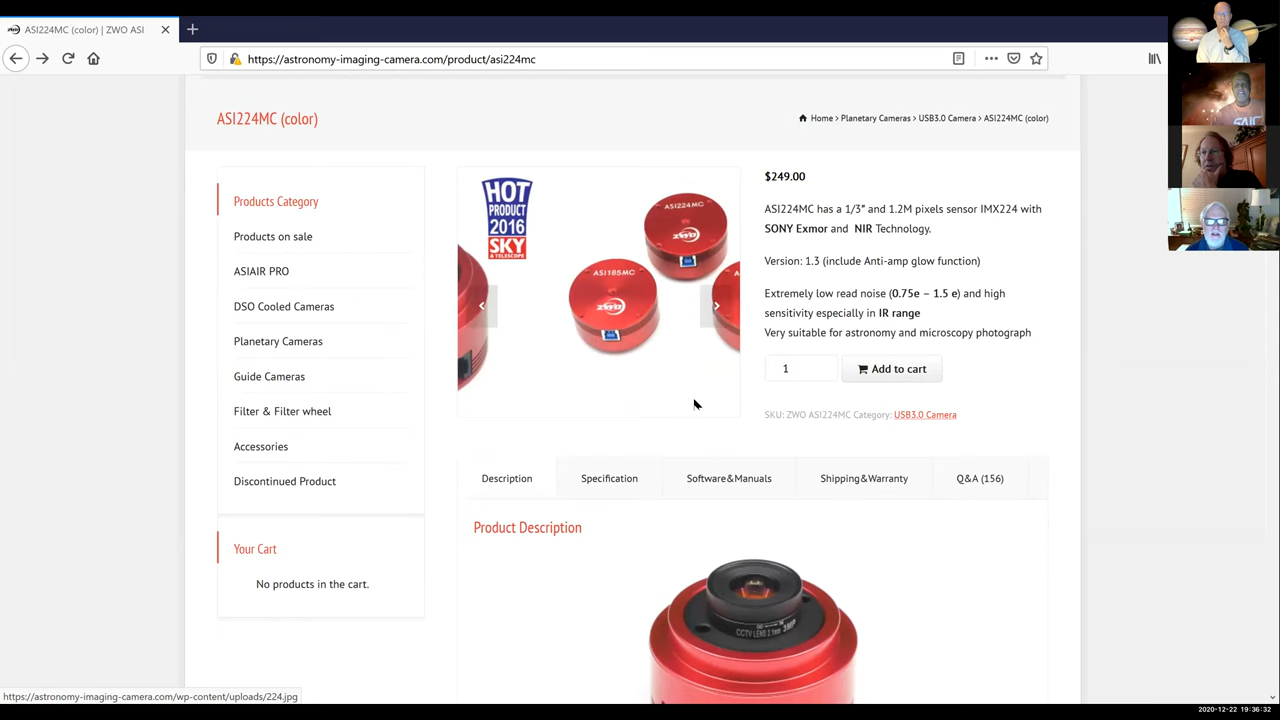 ASI224MC (color) | ZWO ASI
https://astronomy-imaging-camera.com/product/asi224mc
ASI224MC (color)
Home > Planetary Cameras > USB3.0 Camera > ASI224MC (color)
Products Category
Products on sale
ASIAIR PRO
DSO Cooled Cameras
Planetary Cameras
Guide Cameras
Filter & Filter wheel
Accessories
Discontinued Product
Your Cart
No products in the cart.
HOT
PRODUCT
2016
SKY
& TELESCOPE
ASI224MC
ZWO
ASI185MC
ZWO
$249.00
ASI224MC has a 1/3″ and 1.2M pixels sensor IMX224 with
SONY Exmor and NIR Technology.
Version: 1.3 (include Anti-amp glow function)
Extremely low read noise (0.75e – 1.5 e) and high
sensitivity especially in IR range
Very suitable for astronomy and microscopy photograph
1
Add to cart
SKU: ZWO ASI224MC Category: USB3.0 Camera
Description
Specification
Software&Manuals
Shipping&Warranty
Q&A (156)
Product Description
CCTV LENS 2.1mm 3MP
https://astronomy-imaging-camera.com/wp-content/uploads/224.jpg
2020-12-22 19:36:32